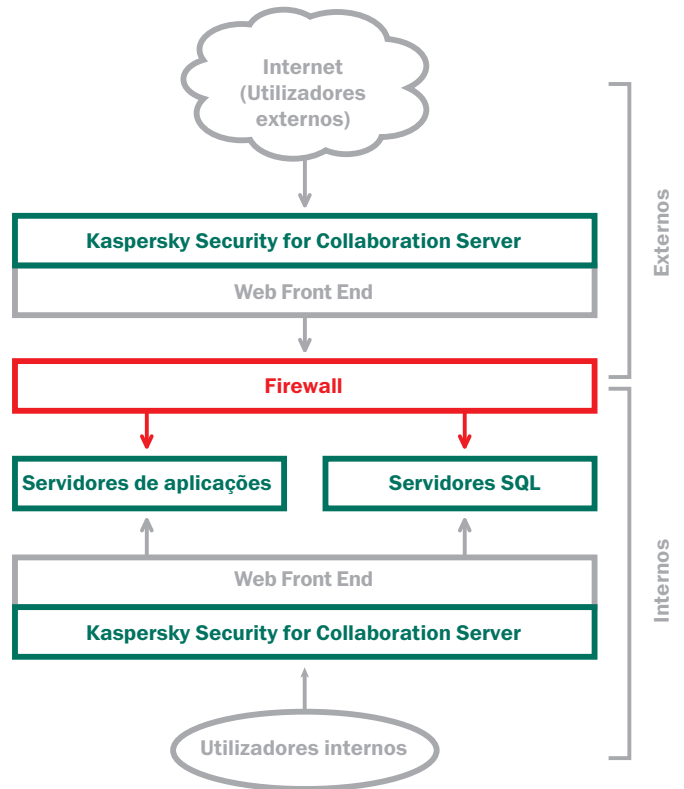 Internet
(Utilizadores
externos)
Kaspersky Security for Collaboration Server
Web Front End
Externos
Firewall
Servidores de aplicações
Servidores SQL
Web Front End
Kaspersky Security for Collaboration Server
Internos
Utilizadores internos